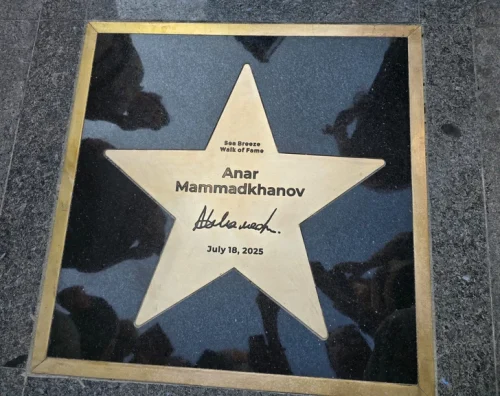 Sea Breeze
Walk of Fame
Anar
Mammadkhanov
July 18, 2025